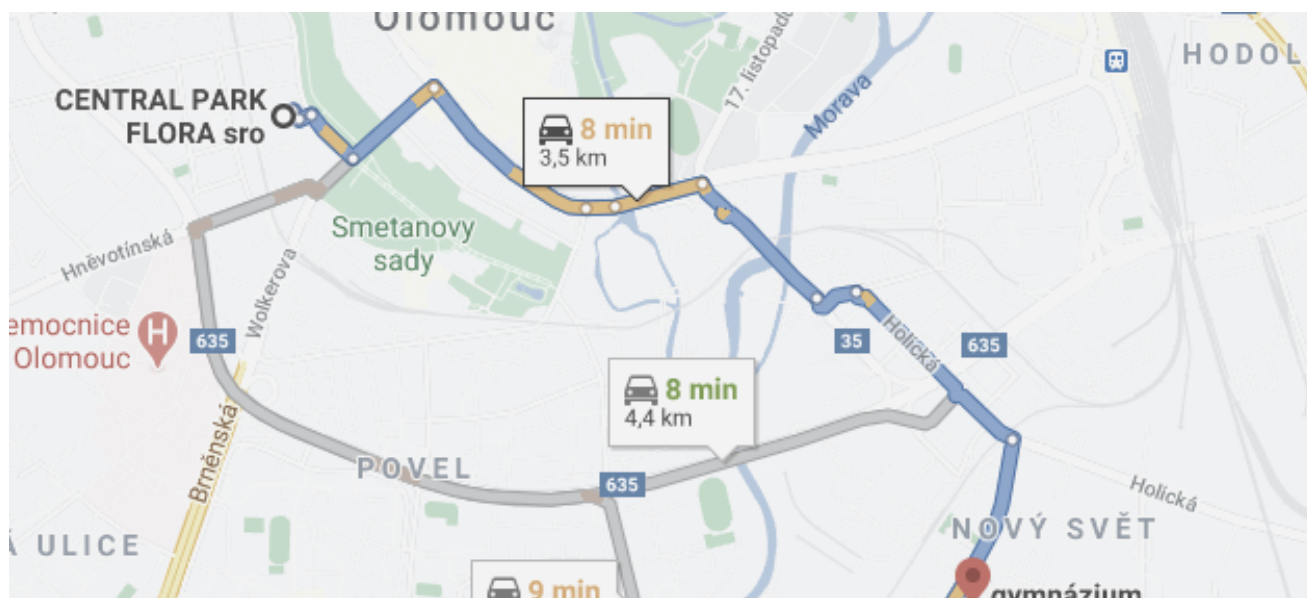 Olomouc
17. listopadu
HODOL
CENTRAL PARK
FLORA sro
8 min
3,5 km
Morava
Smetanovy
sady
Hněvotínská
Wolkerova
emocnice
Olomouc
H
635
35
635
Holická
8 min
4,4 km
Brněnská
POVEL
635
Holická
NOVÝ SVĚT
Á ULICE
9 min
gymnázium